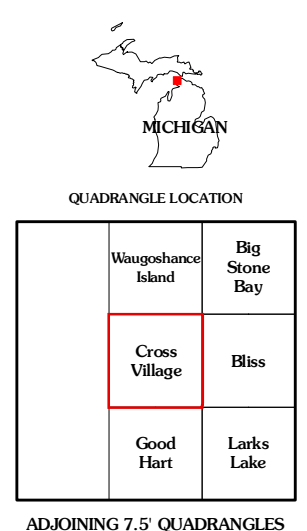 MICHIGAN
QUADRANGLE LOCATION
Waugoshance
Island
Big
Stone
Bay
Cross
Village
Bliss
Good
Hart
Larks
Lake
ADJOINING 7.5' QUADRANGLES